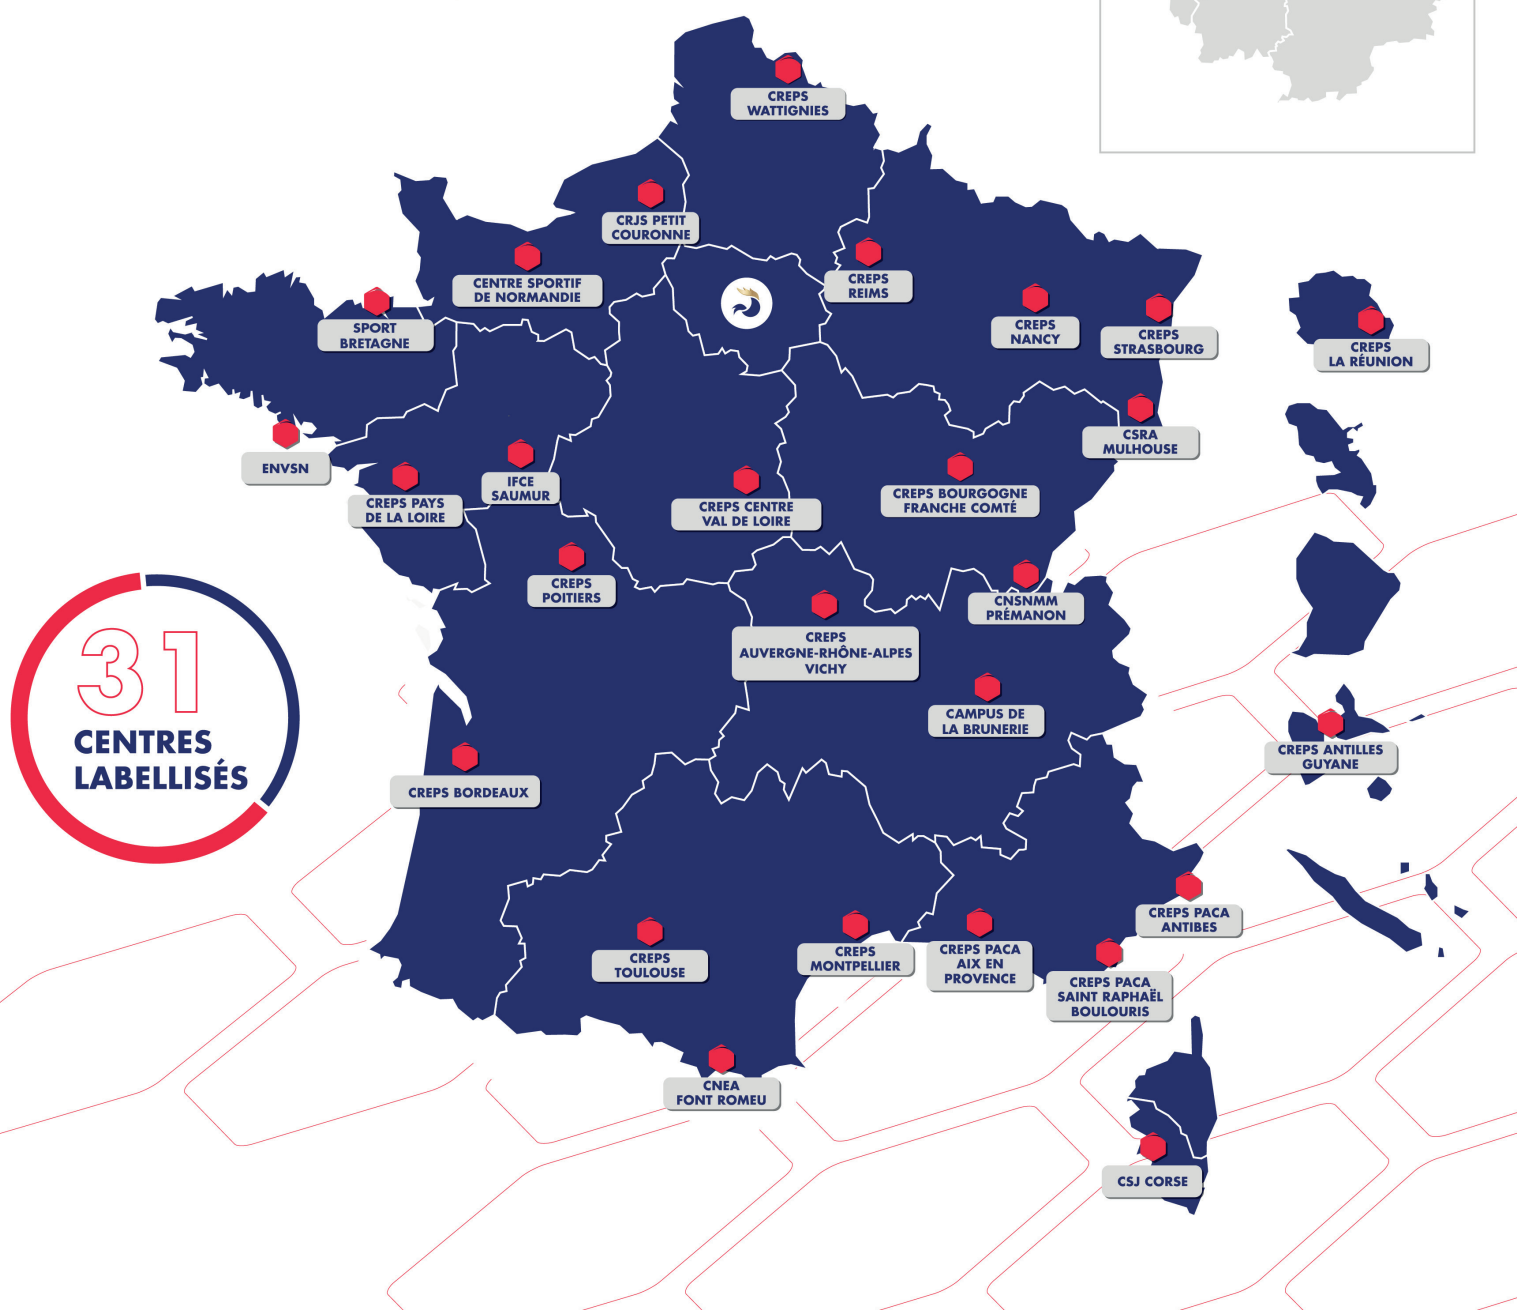 CREPS
WATTIGNIES
CRJS PETIT
COURONNE
CENTRE SPORTIF
DE NORMANDIE
CREPS
REIMS
SPORT
BRETAGNE
CREPS
NANCY
CREPS
STRASBOURG
CREPS
LA RÉUNION
CSRA
MULHOUSE
ENVSN
IFCE
SAUMUR
CREPS PAYS
DE LA LOIRE
CREPS CENTRE
VAL DE LOIRE
CREPS BOURGOGNE
FRANCHE COMTÉ
CREPS
POITIERS
CNSNMM
PRÉMANON
CREPS
AUVERGNE-RHÔNE-ALPES
VICHY
31
CENTRES
LABELLISÉS
CAMPUS DE
LA BRUNERIE
CREPS ANTILLES
GUYANE
CREPS BORDEAUX
CREPS PACA
ANTIBES
CREPS
TOULOUSE
CREPS
MONTPELLIER
CREPS PACA
AIX EN
PROVENCE
CREPS PACA
SAINT RAPHAËL
BOULOURIS
CNEA
FONT ROMEU
CSJ CORSE